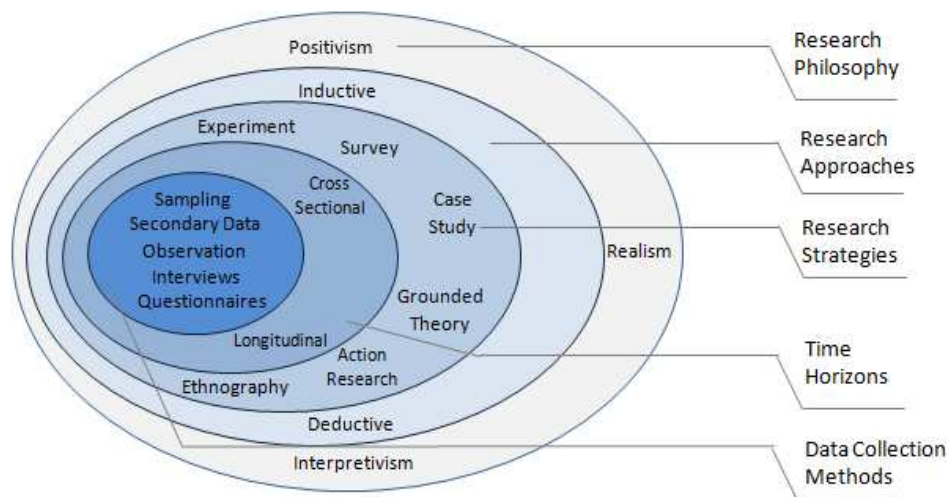 Positivism
Inductive
Experiment
Survey
Cross
Sectional
Case
Study
Sampling
Secondary Data
Observation
Interviews
Questionnaires
Realism
Grounded
Theory
Longitudinal
Action
Research
Ethnography
Deductive
Interpretivism
Research
Philosophy
Research
Approaches
Research
Strategies
Time
Horizons
Data Collection
Methods